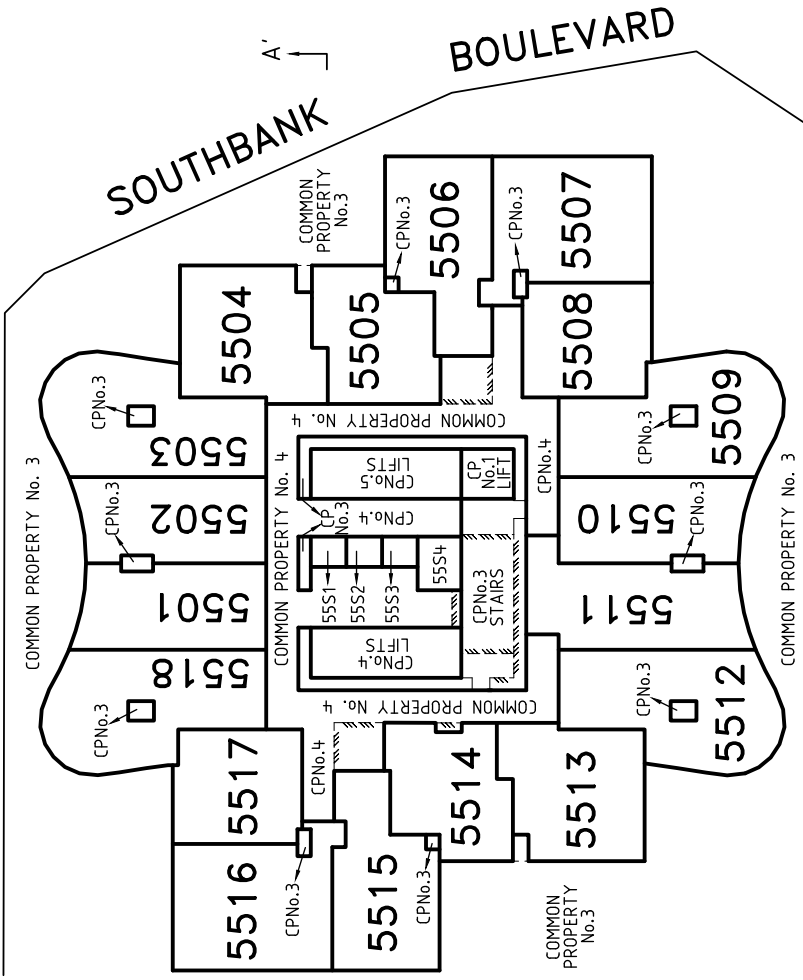 A'
SOUTHBANK
BOULEVARD
COMMON PROPERTY No. 3
COMMON
PROPERTY
No.3
CPNo.3
5506
CPNo.3
5507
5504
5505
5508
CPNo.3
5503
CPNo.3
5502
5501
5518
CPNo.3
COMMON PROPERTY No. 4
COMMON PROPERTY No. 4
CPNo.5
LIFTS
CP
No.1
LIFT
CPNo.4
CP
No.3
CPNo.4
55S1
55S2
55S3
55S4
CPNo.3
STAIRS
CPNo.4
LIFTS
COMMON PROPERTY No. 4
CPNo.3
5509
5510
CPNo.3
5511
CPNo.3
5512
COMMON PROPERTY No. 3
5517
CPNo.4
5514
5513
5516
CPNo.3
5515
CPNo.3
COMMON
PROPERTY
No.3